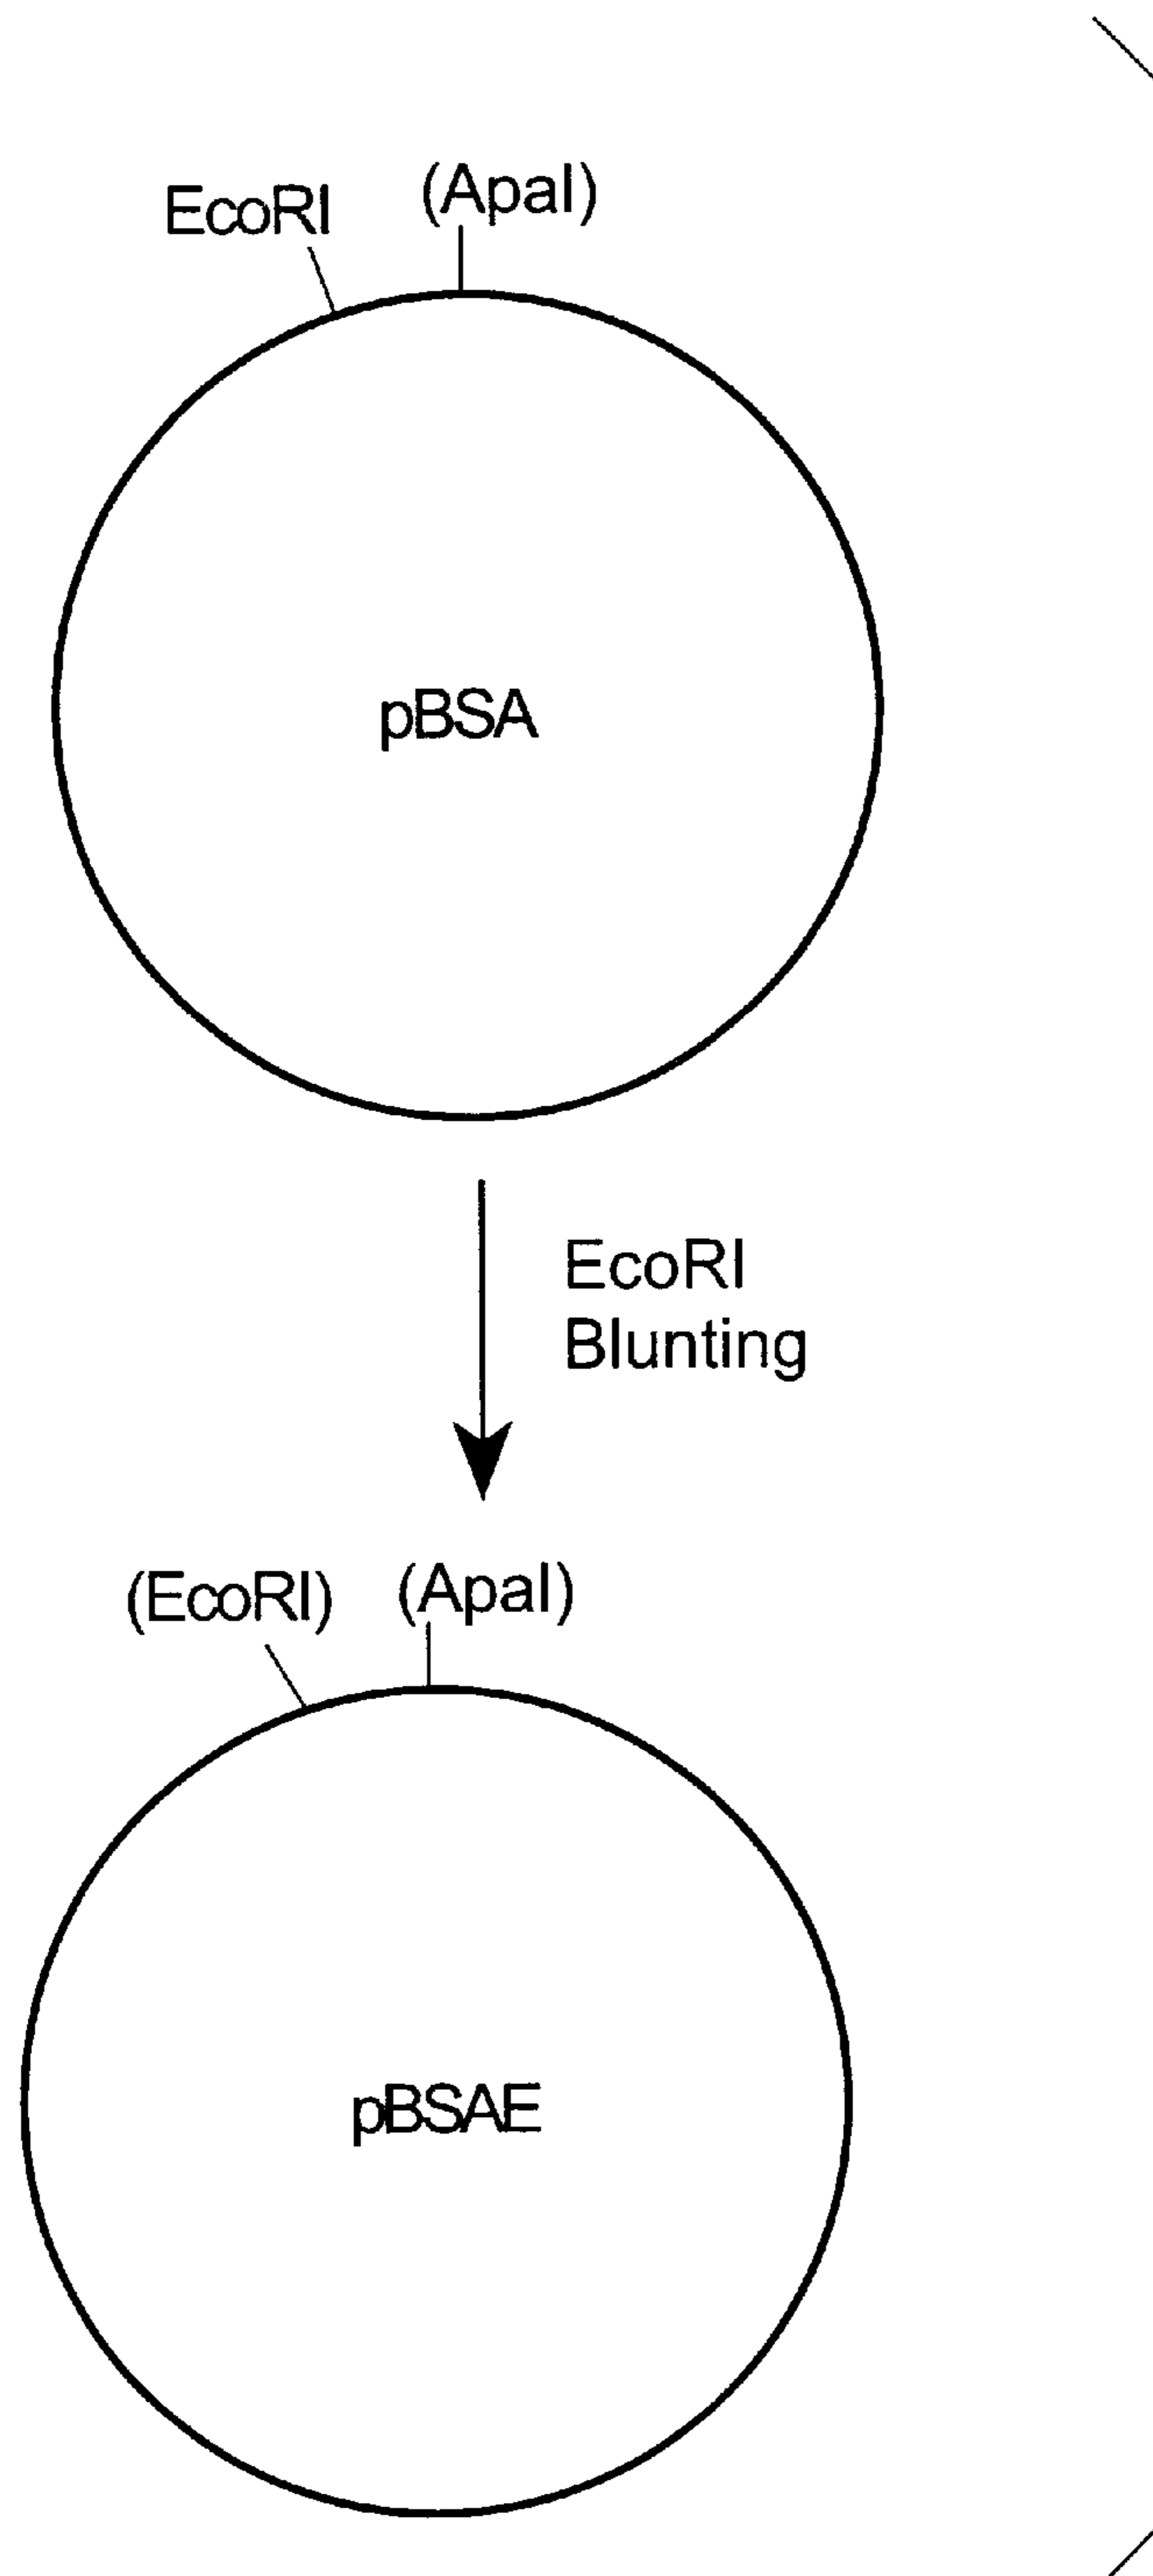 EcoRI (ApaI)
pBSA
EcoRI
Blunting
(EcoRI) (ApaI)
pBSAE